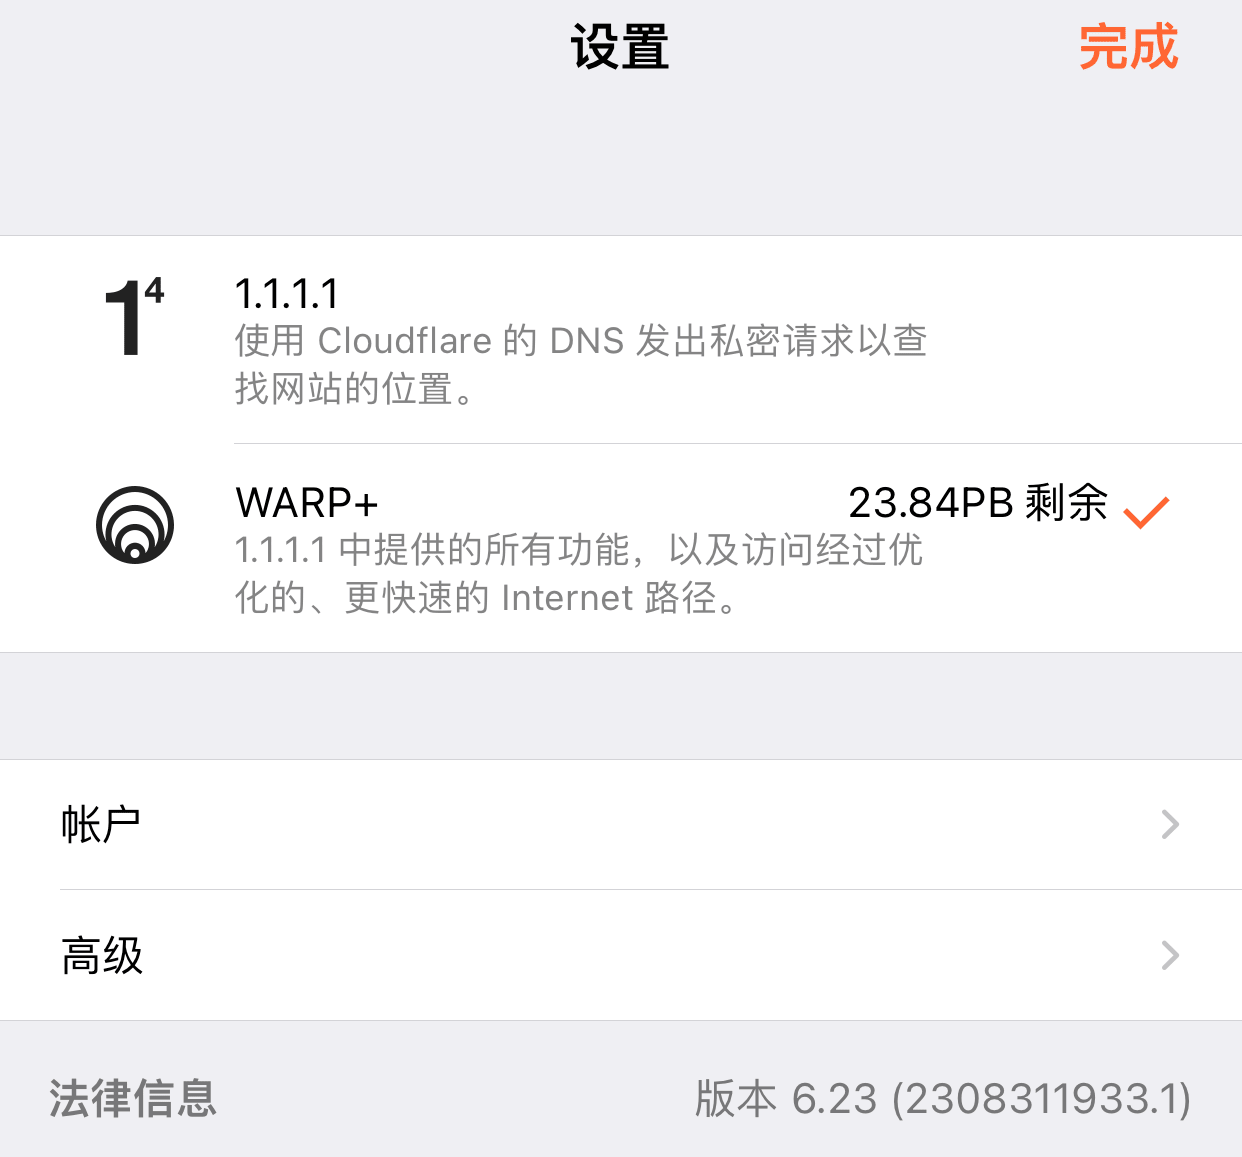 设置
完成
1⁴
1.1.1.1
使用 Cloudflare 的 DNS 发出私密请求以查
找网站的位置。
WARP+
23.84PB 剩余
1.1.1.1 中提供的所有功能，以及访问经过优
化的、更快速的 Internet 路径。
帐户
高级
法律信息
版本 6.23 (2308311933.1)